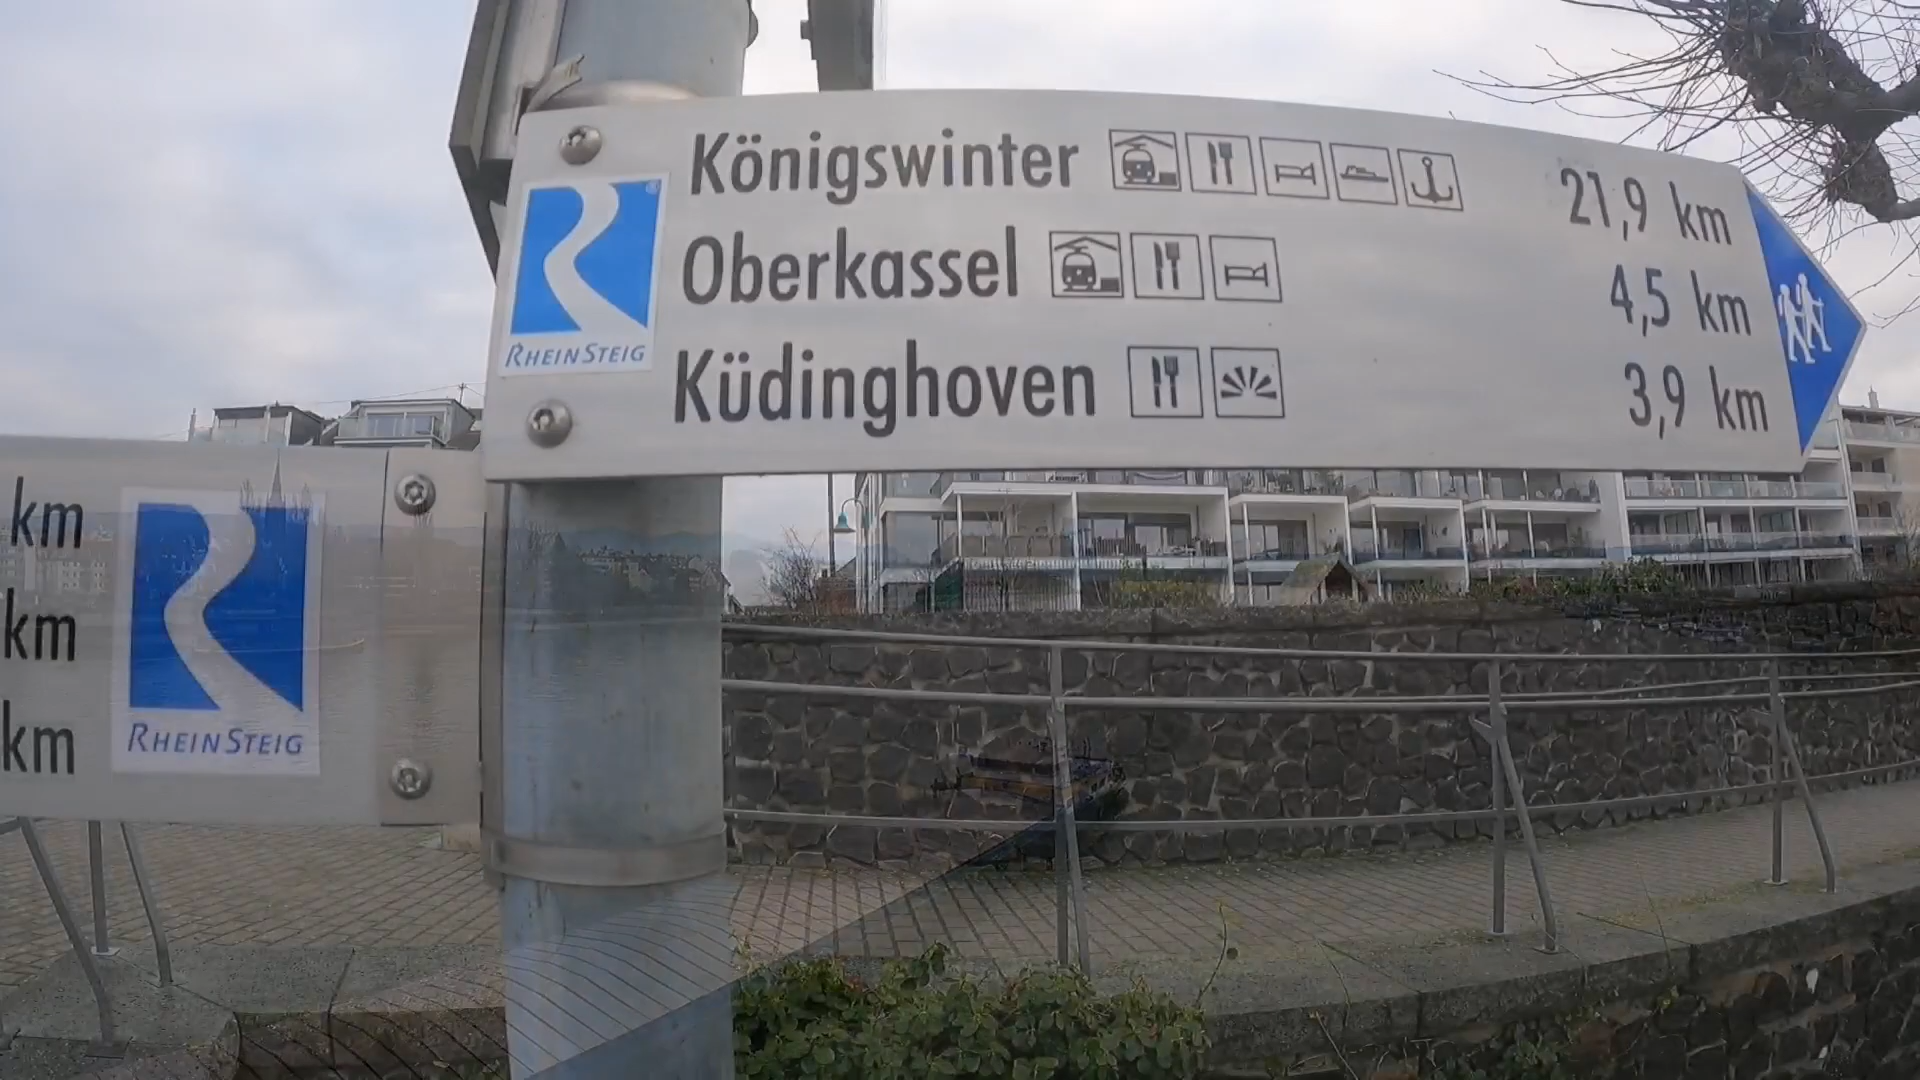 Königswinter 21,9 km
Oberkassel 4,5 km
Küdinghoven 3,9 km
RHEINSTEIG
km
km
km
RHEINSTEIG